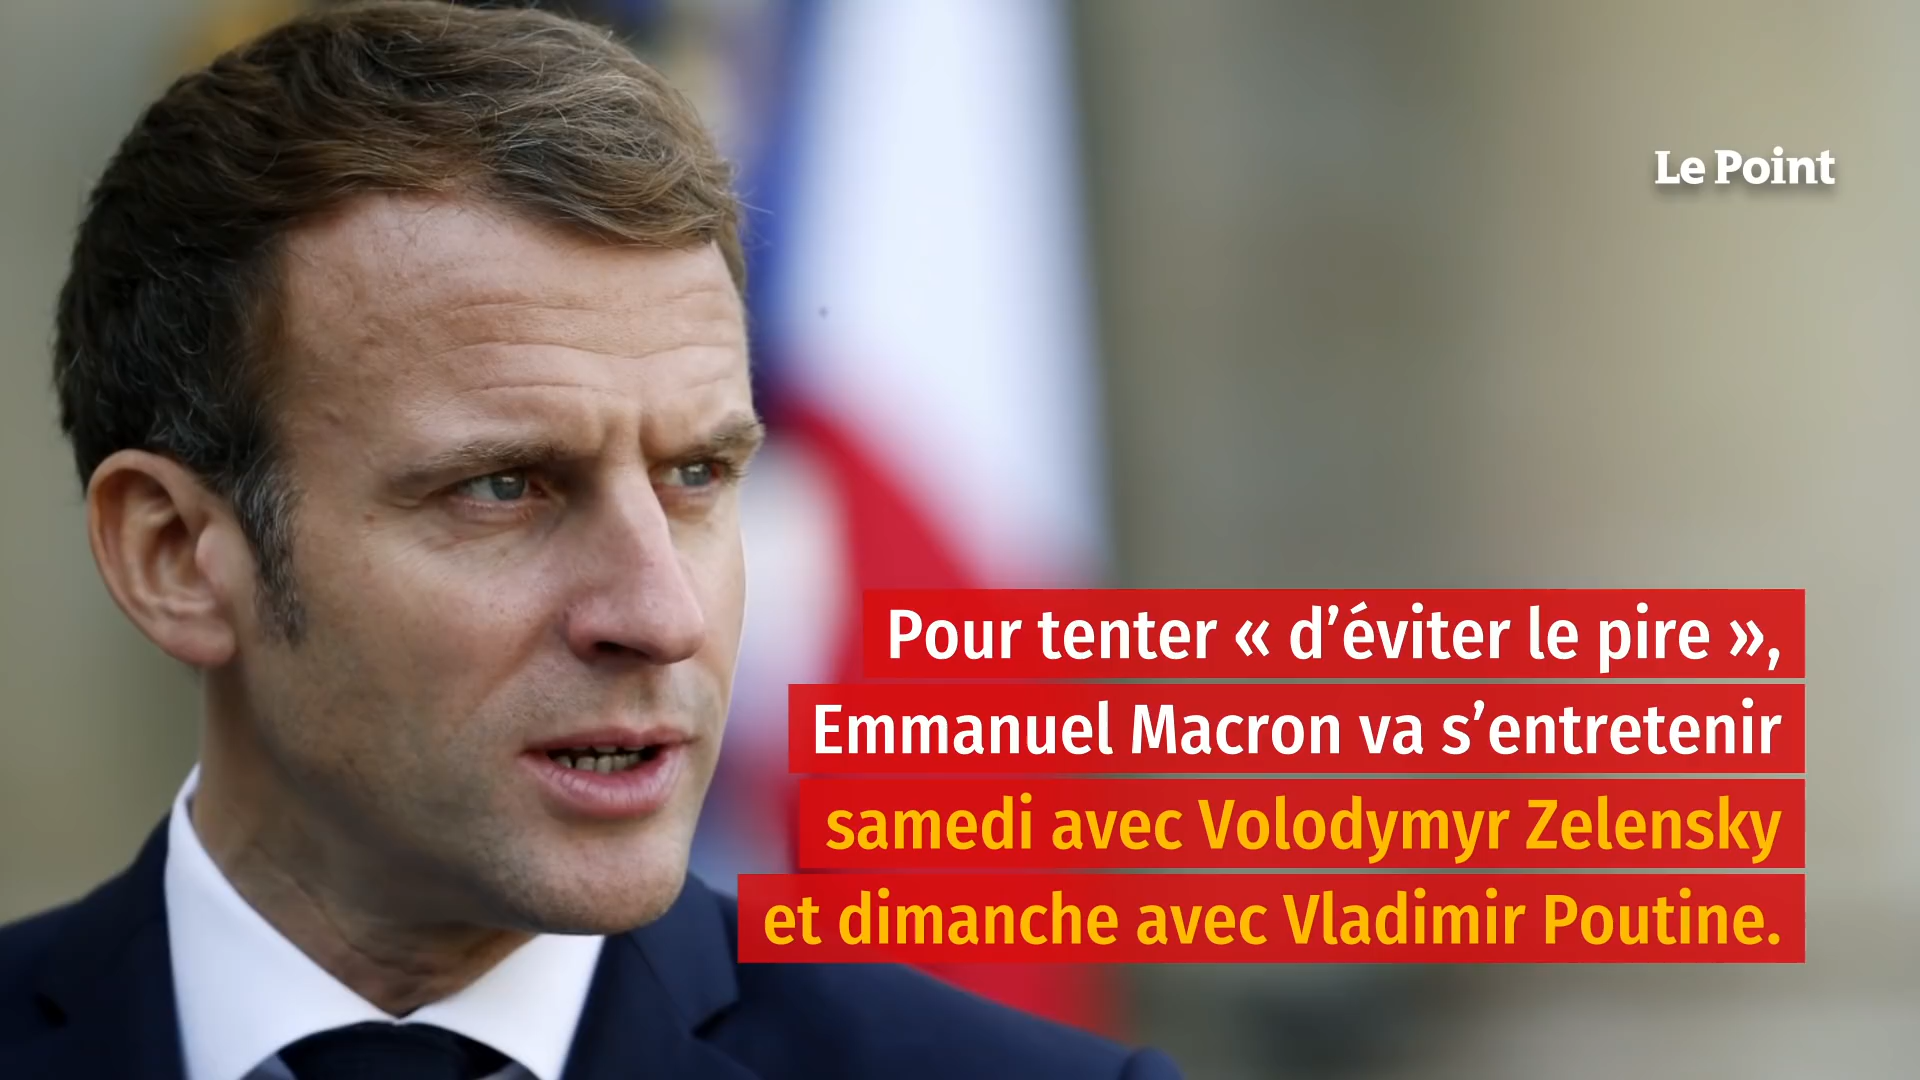 Le Point
Pour tenter « d’éviter le pire »,
Emmanuel Macron va s’entretenir
samedi avec Volodymyr Zelensky
et dimanche avec Vladimir Poutine.